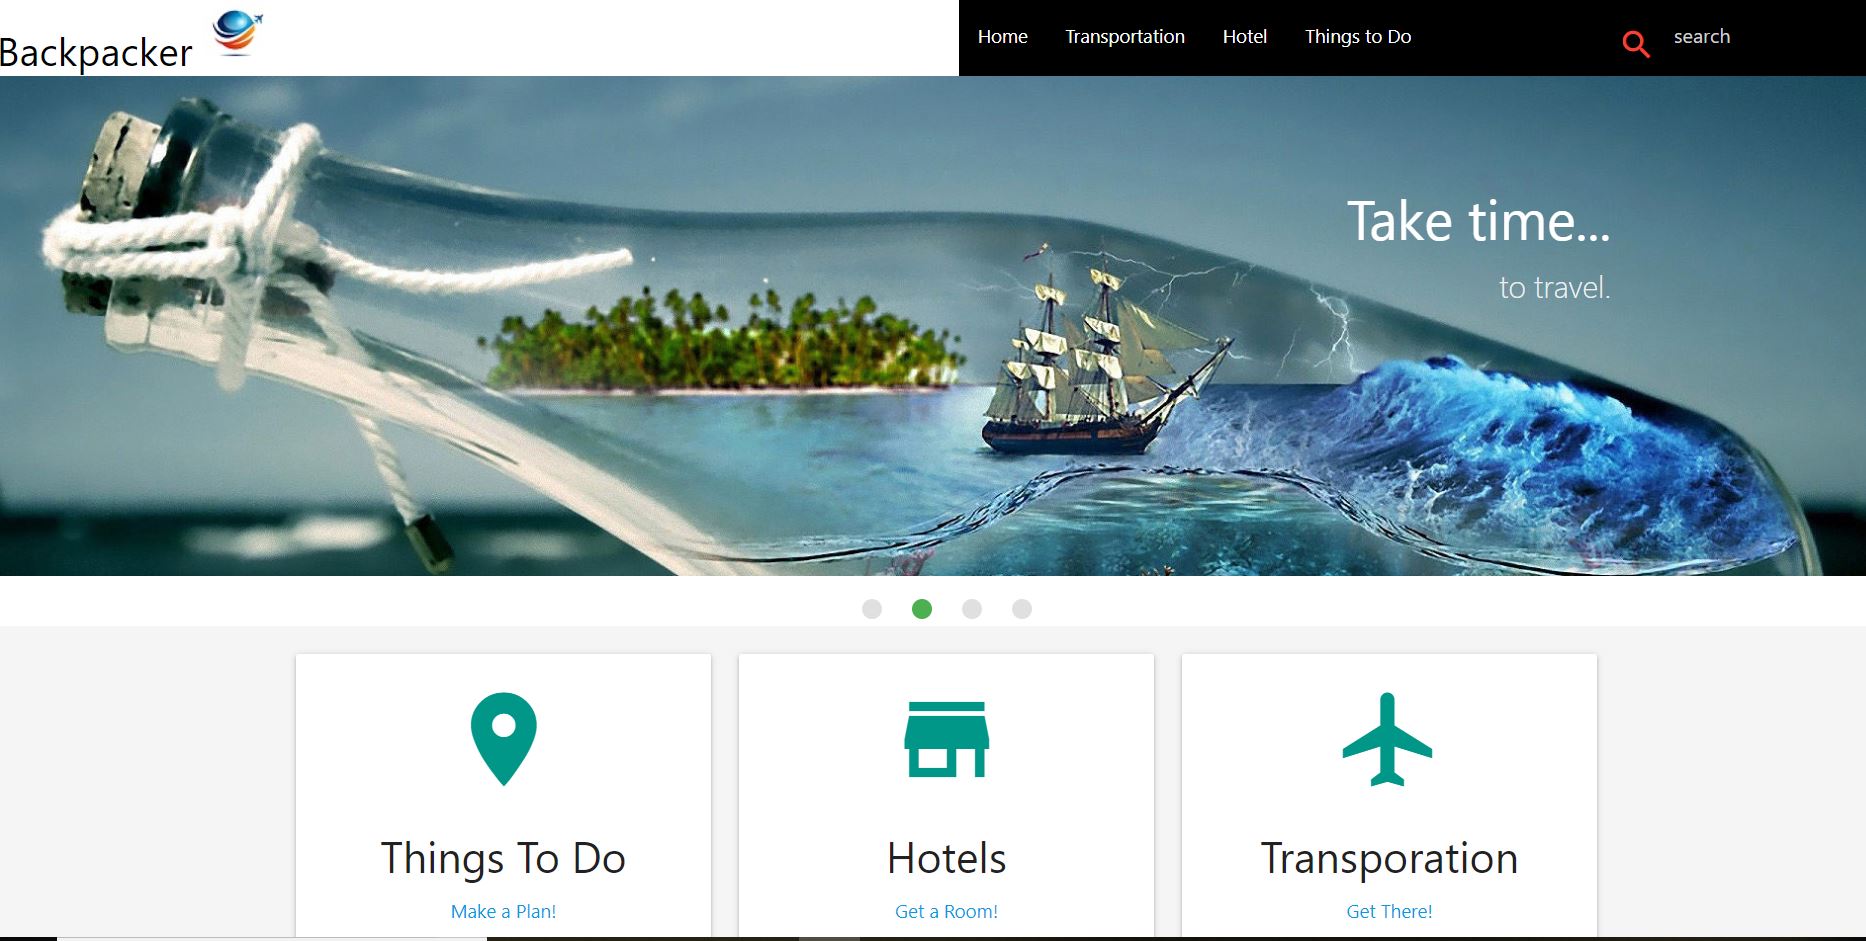 Backpacker
Home Transportation Hotel Things to Do search
Take time...
to travel.
Things To Do
Make a Plan!
Hotels
Get a Room!
Transporation
Get There!